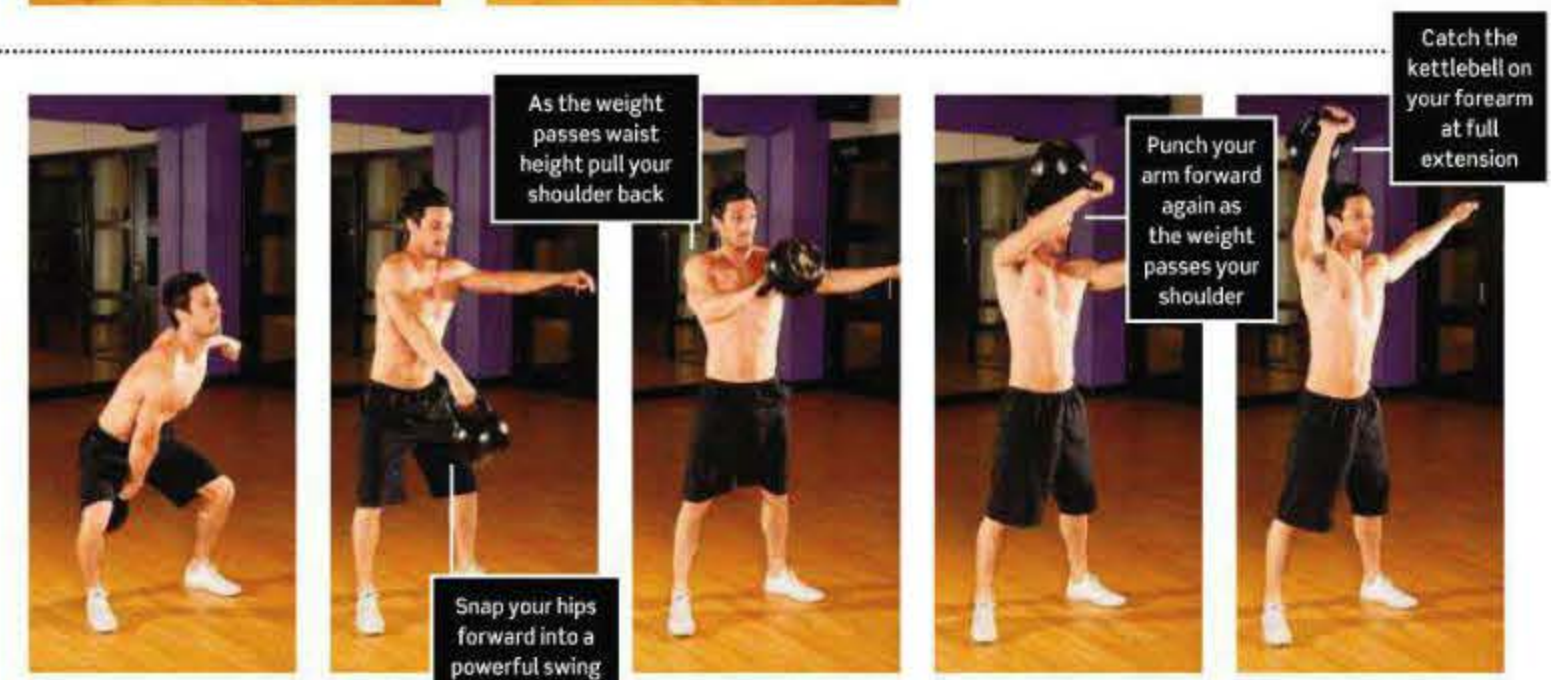 As the weight
passes waist
height pull your
shoulder back
Snap your hips
forward into a
powerful swing
Punch your
arm forward
again as
the weight
passes your
shoulder
Catch the
kettlebell on
your forearm
at full
extension